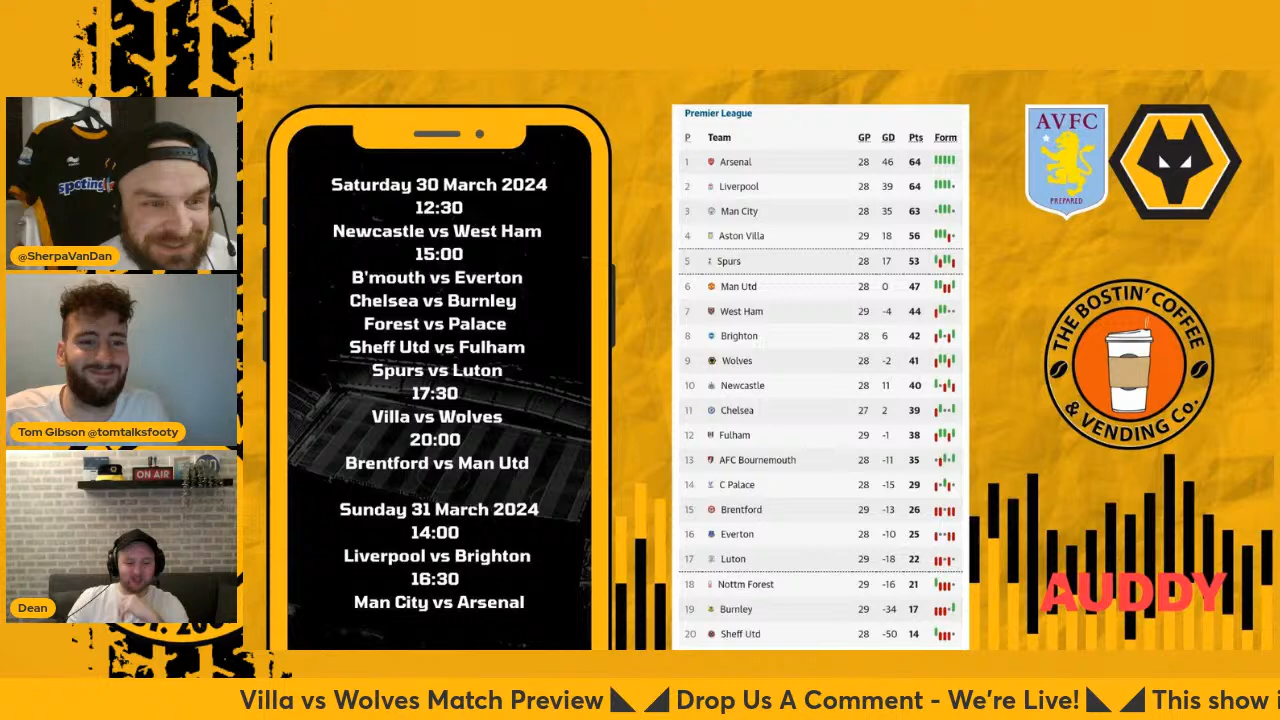 spoting
@SherpaVanDan
Tom Gibson @tomtalksfooty
ON AIR
Dean
Saturday 30 March 2024
12:30
Newcastle vs West Ham
15:00
B'mouth vs Everton
Chelsea vs Burnley
Forest vs Palace
Sheff Utd vs Fulham
Spurs vs Luton
17:30
Villa vs Wolves
20:00
Brentford vs Man Utd
Sunday 31 March 2024
14:00
Liverpool vs Brighton
16:30
Man City vs Arsenal
Premier League
P Team GP GD Pts Form
1 Arsenal 28 46 64
2 Liverpool 28 39 64
3 Man City 28 35 63
4 Aston Villa 29 18 56
5 Spurs 28 17 53
6 Man Utd 28 0 47
7 West Ham 29 -4 44
8 Brighton 28 6 42
9 Wolves 28 -2 41
10 Newcastle 28 11 40
11 Chelsea 27 2 39
12 Fulham 29 -1 38
13 AFC Bournemouth 28 -11 35
14 C Palace 28 -15 29
15 Brentford 29 -13 26
16 Everton 28 -10 25
17 Luton 29 -18 22
18 Nottm Forest 29 -16 21
19 Burnley 29 -34 17
20 Sheff Utd 28 -50 14
AVFC
PREPARED
THE BOSTIN' COFFEE
& VENDING CO.
AUDDY
Villa vs Wolves Match Preview Drop Us A Comment - We're Live! This show i